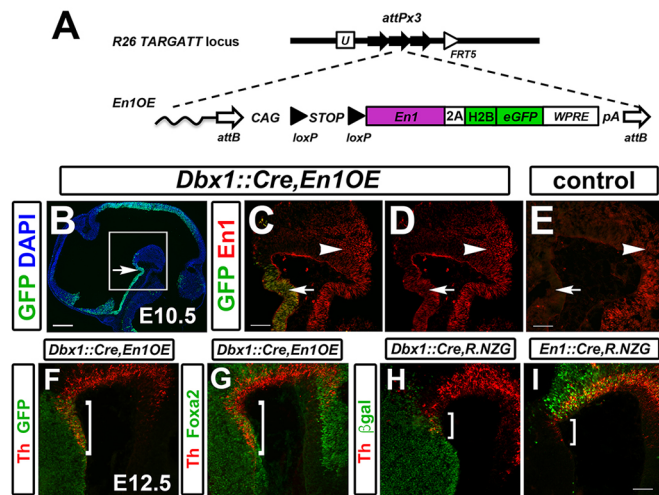 A
attPx3
R26 TARGATT locus
U
FRT5
En1OE
attB
CAG
loxP
STOP
loxP
En1
2A
H2B
eGFP
WPRE
pA
attB
Dbx1::Cre,En1OE
control
GFP DAPI
B
E10.5
GFP En1
C
D
E
Dbx1::Cre,En1OE
Dbx1::Cre,En1OE
Dbx1::Cre,R.NZG
En1::Cre,R.NZG
Th GFP
F
E12.5
Th Foxa2
G
Th βgal
H
I